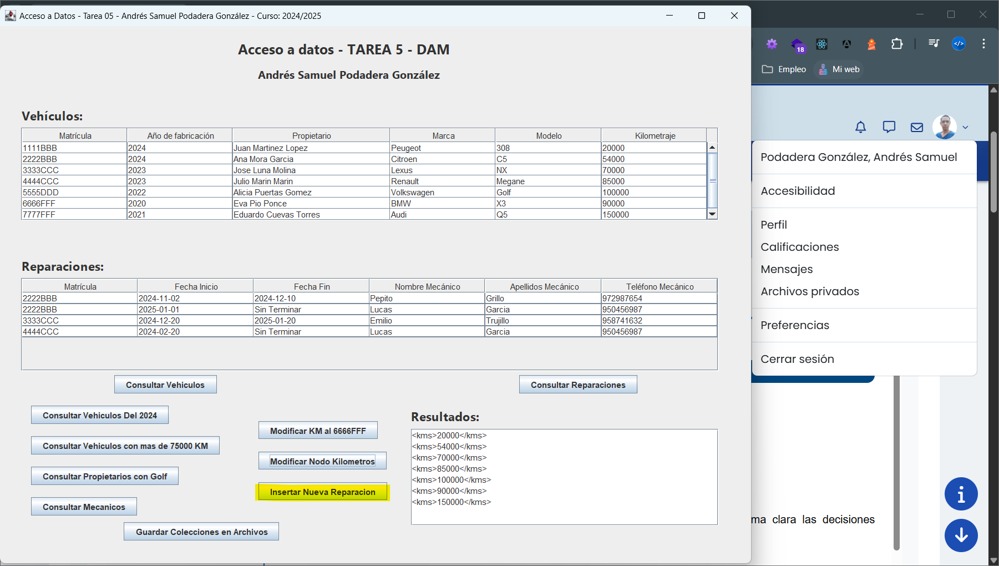 Acceso a Datos - Tarea 05 - Andrés Samuel Podadera González - Curso: 2024/2025
Acceso a datos - TAREA 5 - DAM
Andrés Samuel Podadera González
Vehículos:
Matrícula Año de fabricación Propietario Marca Modelo Kilometraje
1111BBB 2024 Juan Martinez Lopez Peugeot 308 20000
2222BBB 2024 Ana Mora Garcia Citroen C5 54000
3333CCC 2023 Jose Luna Molina Lexus NX 70000
4444CCC 2023 Julio Marin Marin Renault Megane 85000
5555DDD 2022 Alicia Puertas Gomez Volkswagen Golf 100000
6666FFF 2020 Eva Pio Ponce BMW X3 90000
7777FFF 2021 Eduardo Cuevas Torres Audi Q5 150000
Reparaciones:
Matrícula Fecha Inicio Fecha Fin Nombre Mecánico Apellidos Mecánico Teléfono Mecánico
2222BBB 2024-11-02 2024-12-10 Pepito Grillo 972987654
2222BBB 2025-01-01 Sin Terminar Lucas Garcia 950456987
3333CCC 2024-12-20 2025-01-20 Emilio Trujillo 958741632
4444CCC 2024-02-20 Sin Terminar Lucas Garcia 950456987
Consultar Vehiculos
Consultar Reparaciones
Consultar Vehiculos Del 2024
Consultar Vehiculos con mas de 75000 KM
Consultar Propietarios con Golf
Consultar Mecanicos
Guardar Colecciones en Archivos
Modificar KM al 6666FFF
Modificar Nodo Kilometros
Insertar Nueva Reparacion
Resultados:
<kms>20000</kms>
<kms>54000</kms>
<kms>70000</kms>
<kms>85000</kms>
<kms>100000</kms>
<kms>90000</kms>
<kms>150000</kms>
18
</>
Empleo
Mi web
Podadera González, Andrés Samuel
Accesibilidad
Perfil
Calificaciones
Mensajes
Archivos privados
Preferencias
Cerrar sesión
i
ma clara las decisiones